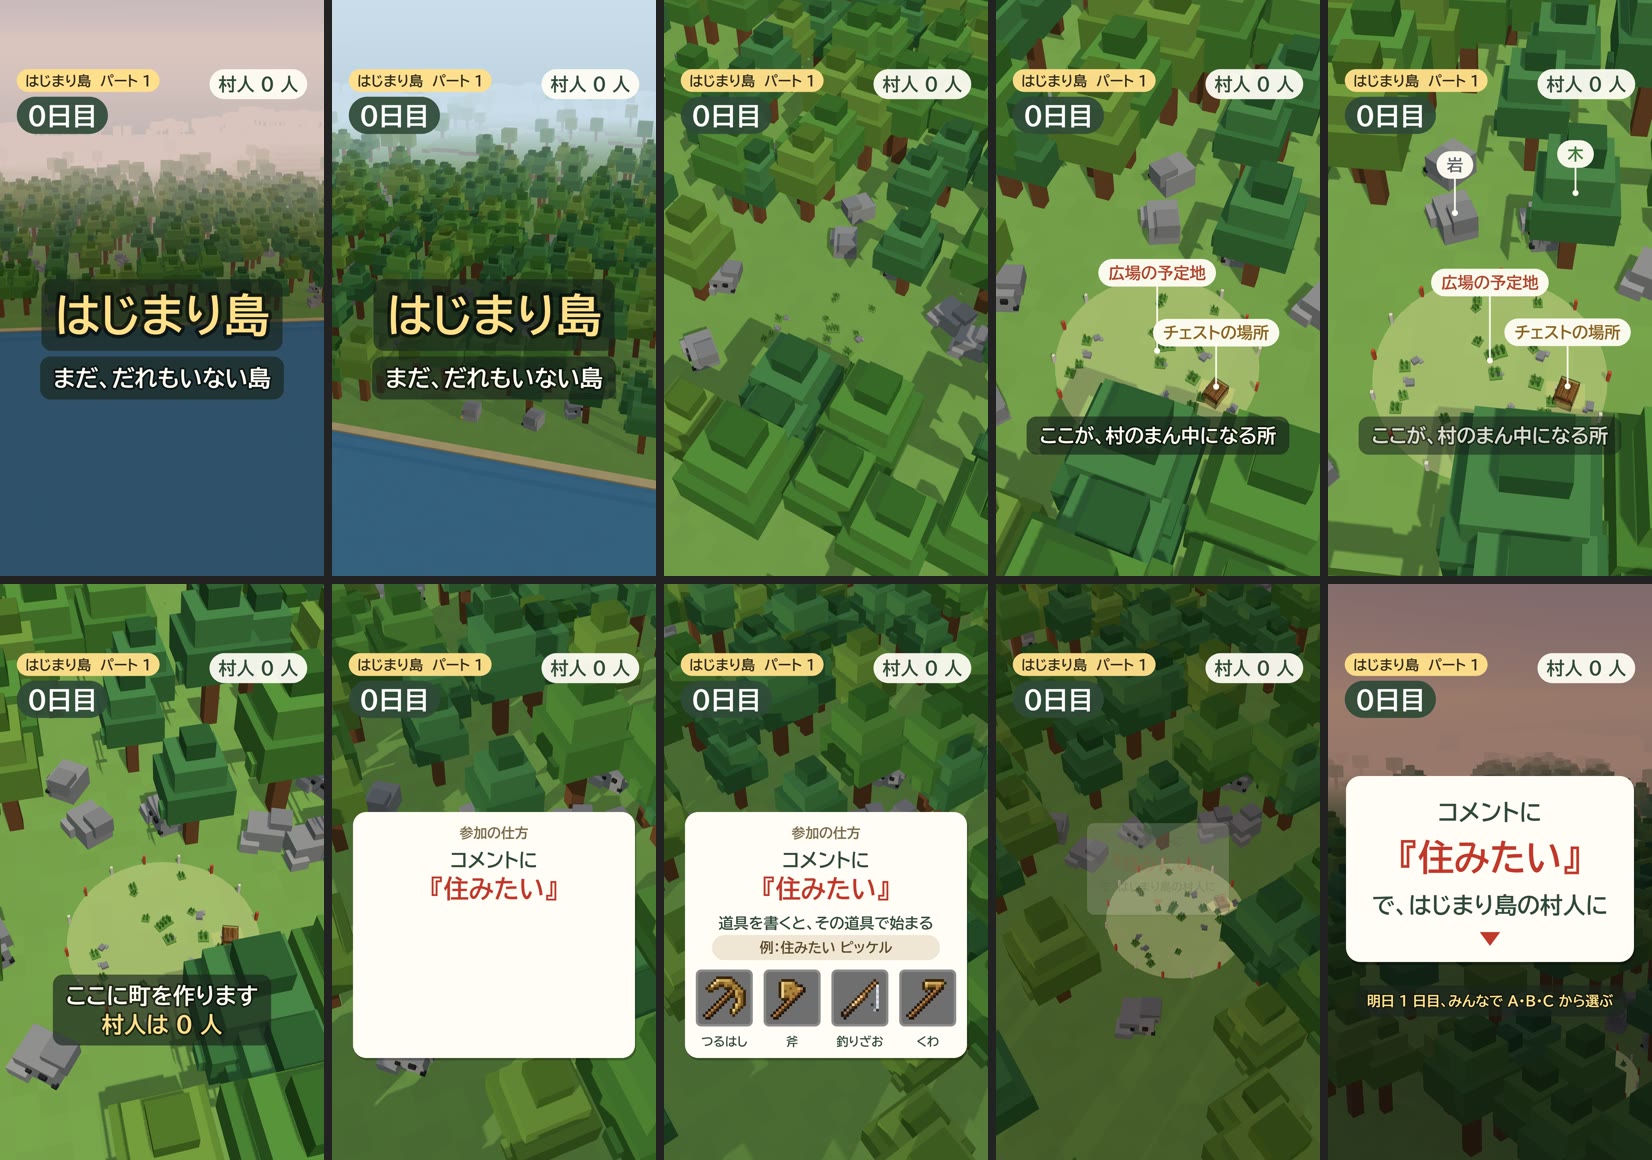 はじまり島 パート1
村人 0 人
0日目
はじまり島
まだ、だれもいない島
はじまり島 パート1
村人 0 人
0日目
はじまり島
まだ、だれもいない島
はじまり島 パート1
村人 0 人
0日目
はじまり島 パート1
村人 0 人
0日目
広場の予定地
チェストの場所
ここが、村のまん中になる所
はじまり島 パート1
村人 0 人
0日目
岩
木
広場の予定地
チェストの場所
ここが、村のまん中になる所
はじまり島 パート1
村人 0 人
0日目
ここに町を作ります
村人は 0 人
はじまり島 パート1
村人 0 人
0日目
参加の仕方
コメントに
『住みたい』
はじまり島 パート1
村人 0 人
0日目
参加の仕方
コメントに
『住みたい』
道具を書くと、その道具で始まる
例：住みたい ピッケル
つるはし 斧 釣りざお くわ
はじまり島 パート1
村人 0 人
0日目
はじまり島 パート1
村人 0 人
0日目
コメントに
『住みたい』
で、はじまり島の村人に
明日 1 日目、みんなで A・B・C から選ぶ